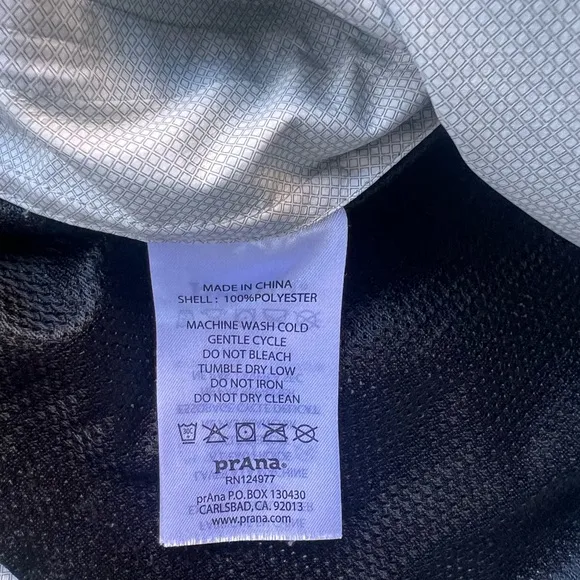 MADE IN CHINA
SHELL : 100%POLYESTER
MACHINE WASH COLD
GENTLE CYCLE
DO NOT BLEACH
TUMBLE DRY LOW
DO NOT IRON
DO NOT DRY CLEAN
30C
prAna®
RN124977
prAna P.O. BOX 130430
CARLSBAD, CA. 92013
www.prana.com